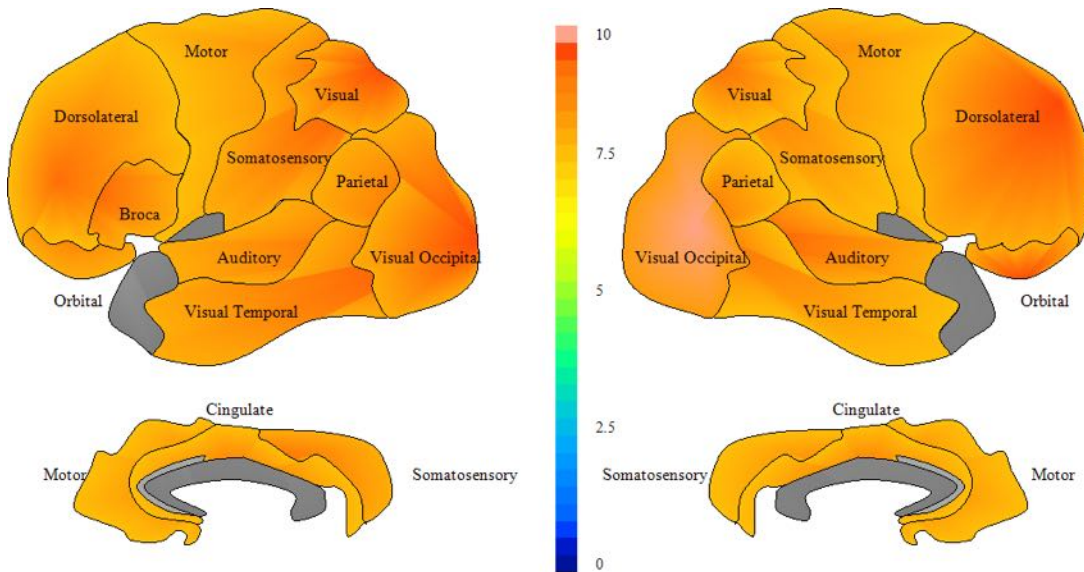 Motor
Visual
Dorsolateral
Somatosensory
Parietal
Broca
Auditory
Visual Occipital
Orbital
Visual Temporal
Cingulate
Motor
Somatosensory
10
7.5
5
2.5
0
Motor
Visual
Dorsolateral
Somatosensory
Parietal
Visual Occipital
Auditory
Orbital
Visual Temporal
Cingulate
Somatosensory
Motor